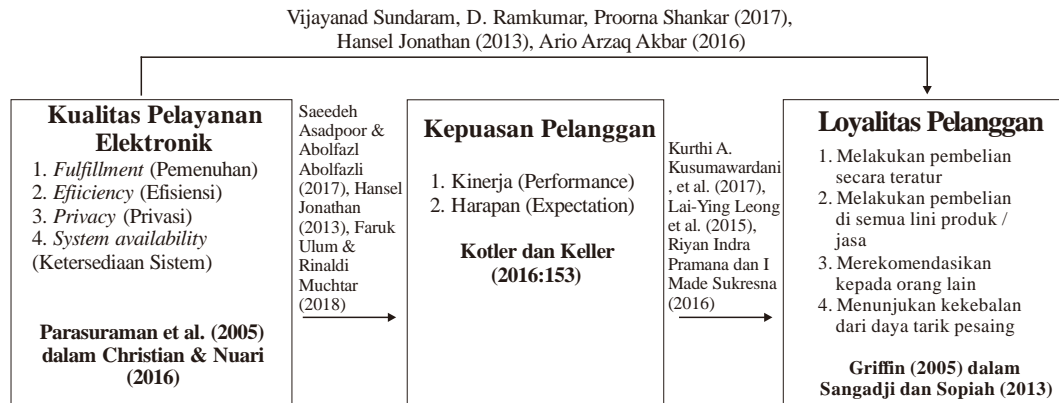 Vijayanad Sundaram, D. Ramkumar, Proorna Shankar (2017),
Hansel Jonathan (2013), Ario Arzaq Akbar (2016)
Kualitas Pelayanan
Elektronik
1. Fulfillment (Pemenuhan)
2. Efiiciency (Efisiensi)
3. Privacy (Privasi)
4. System availability
(Ketersediaan Sistem)
Parasuraman et al. (2005)
dalam Christian & Nuari
(2016)
Saeedeh
Asadpoor &
Abolfazl
Abolfazli
(2017), Hansel
Jonathan
(2013), Faruk
Ulum &
Rinaldi
Muchtar
(2018)
Kepuasan Pelanggan
1. Kinerja (Performance)
2. Harapan (Expectation)
Kotler dan Keller
(2016:153)
Kurthi A.
Kusumawardani
, et al. (2017),
Lai-Ying Leong
et al. (2015),
Riyan Indra
Pramana dan I
Made Sukresna
(2016)
Loyalitas Pelanggan
1. Melakukan pembelian
secara teratur
2. Melakukan pembelian
di semua lini produk /
jasa
3. Merekomendasikan
kepada orang lain
4. Menunjukan kekebalan
dari daya tarik pesaing
Griffin (2005) dalam
Sangadji dan Sopiah (2013)